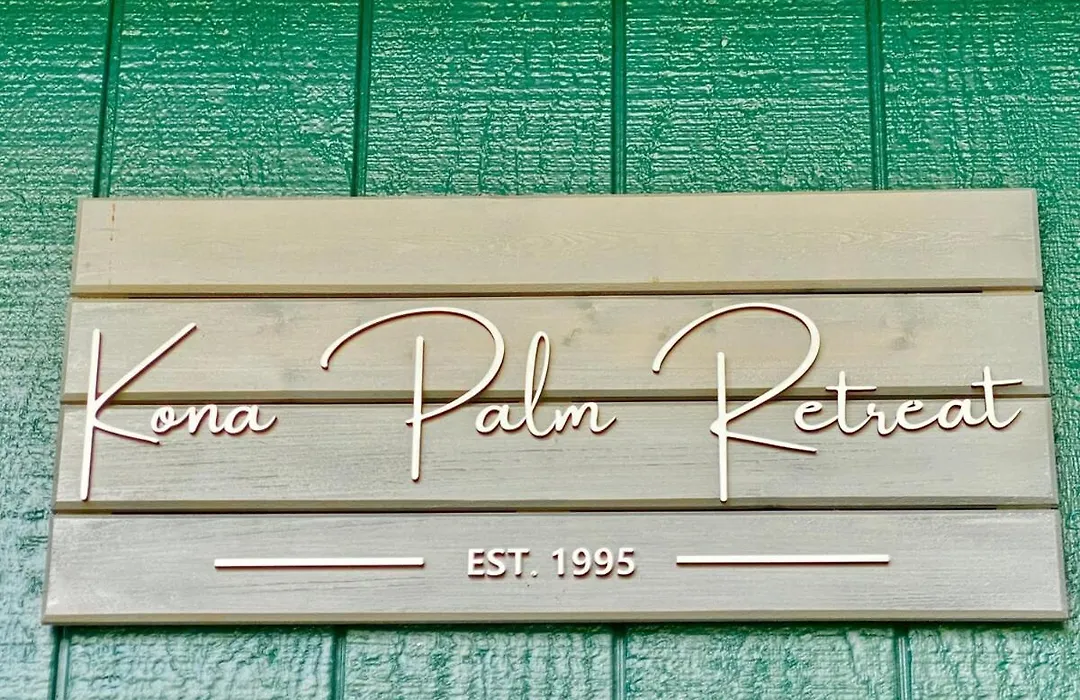 Kona Palm Retreat
EST. 1995